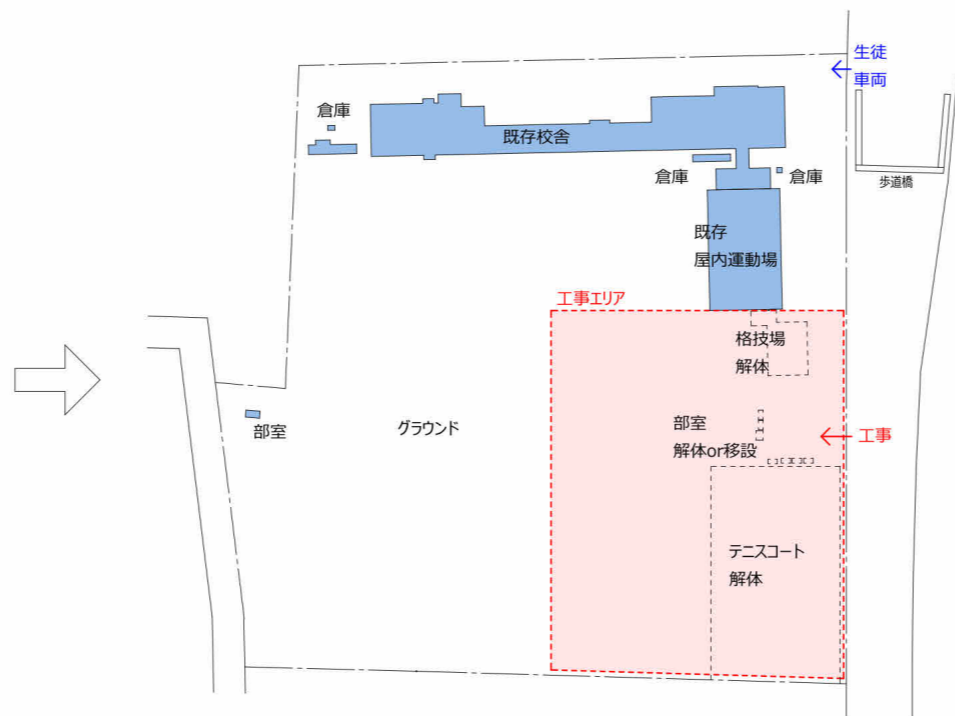 生徒
車両
倉庫
既存校舎
倉庫
倉庫
歩道橋
既存
屋内運動場
工事エリア
格技場
解体
部室
グラウンド
部室
解体or移設
工事
テニスコート
解体